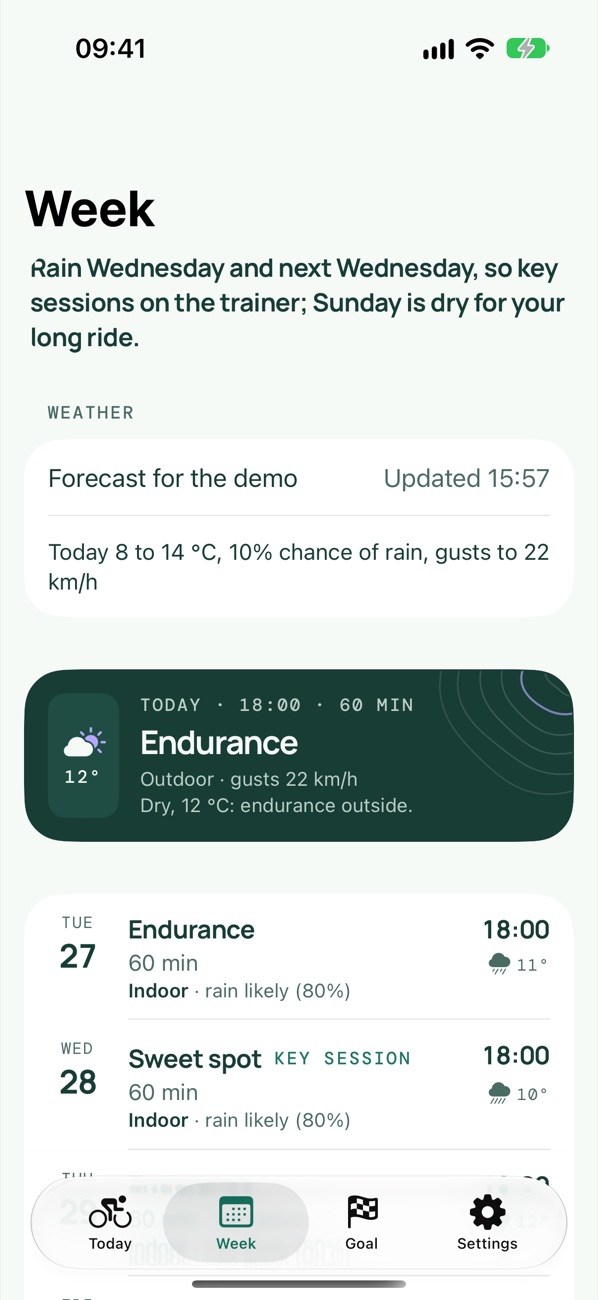 09:41
Week
Rain Wednesday and next Wednesday, so key
sessions on the trainer; Sunday is dry for your
long ride.
WEATHER
Forecast for the demo
Updated 15:57
Today 8 to 14 °C, 10% chance of rain, gusts to 22
km/h
TODAY · 18:00 · 60 MIN
12°
Endurance
Outdoor · gusts 22 km/h
Dry, 12 °C: endurance outside.
TUE
27
Endurance
18:00
60 min
11°
Indoor · rain likely (80%)
WED
28
Sweet spot KEY SESSION
18:00
60 min
10°
Indoor · rain likely (80%)
Today
Week
Goal
Settings